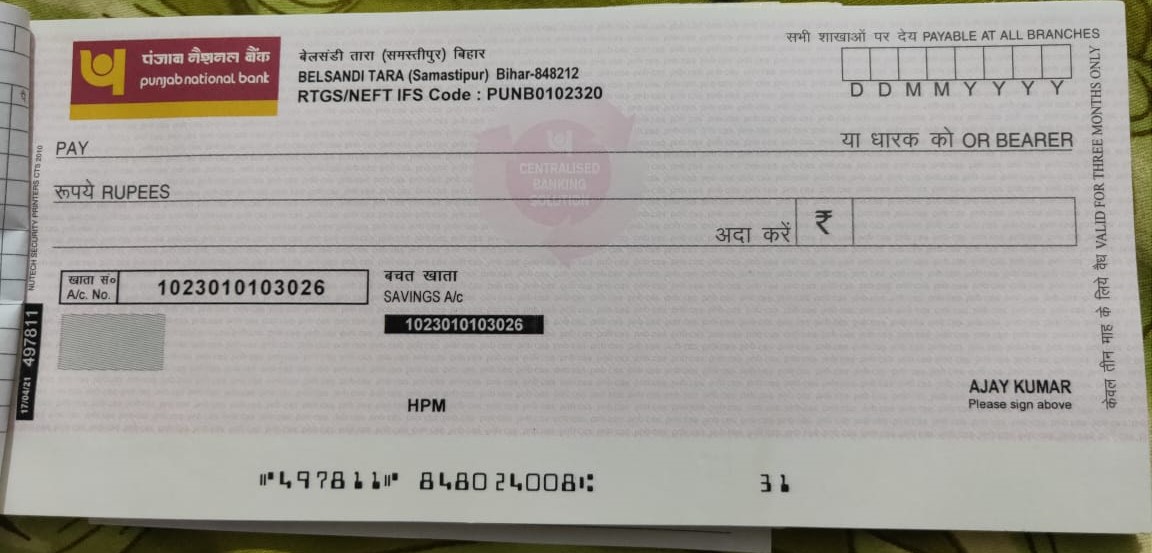 पंजाब नैशनल बैंक
punjab national bank
बेलसंडी तारा (समस्तीपुर) बिहार
BELSANDI TARA (Samastipur) Bihar-848212
RTGS/NEFT IFS Code : PUNB0102320
सभी शाखाओं पर देय PAYABLE AT ALL BRANCHES
D D M M Y Y Y Y
PAY
या धारक को OR BEARER
CENTRALISED
BANKING
SOLUTION
रूपये RUPEES
अदा करें ₹
खाता सं०
A/c. No.
1023010103026
बचत खाता
SAVINGS A/c
1023010103026
HPM
AJAY KUMAR
Please sign above
केवल तीन माह के लिये वैध VALID FOR THREE MONTHS ONLY
NUTECH SECURITY PRINTERS CTS 2010
17/04/21 497811
⑈497811⑈ 848024008⑆ 31